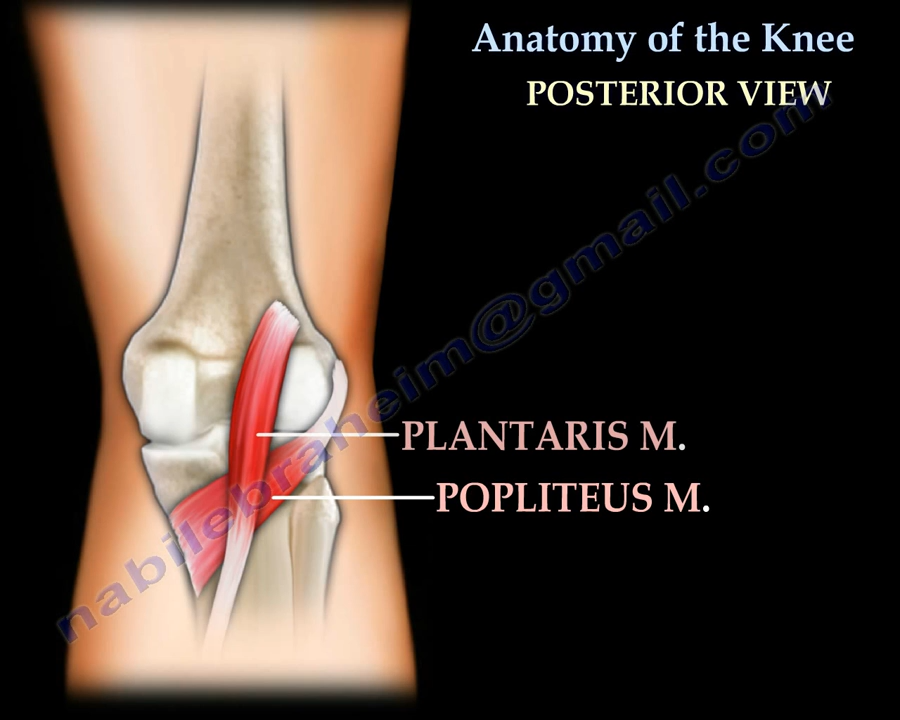 Anatomy of the Knee
POSTERIOR VIEW
nabilebraheim@gmail.com
PLANTARIS M.
POPLITEUS M.